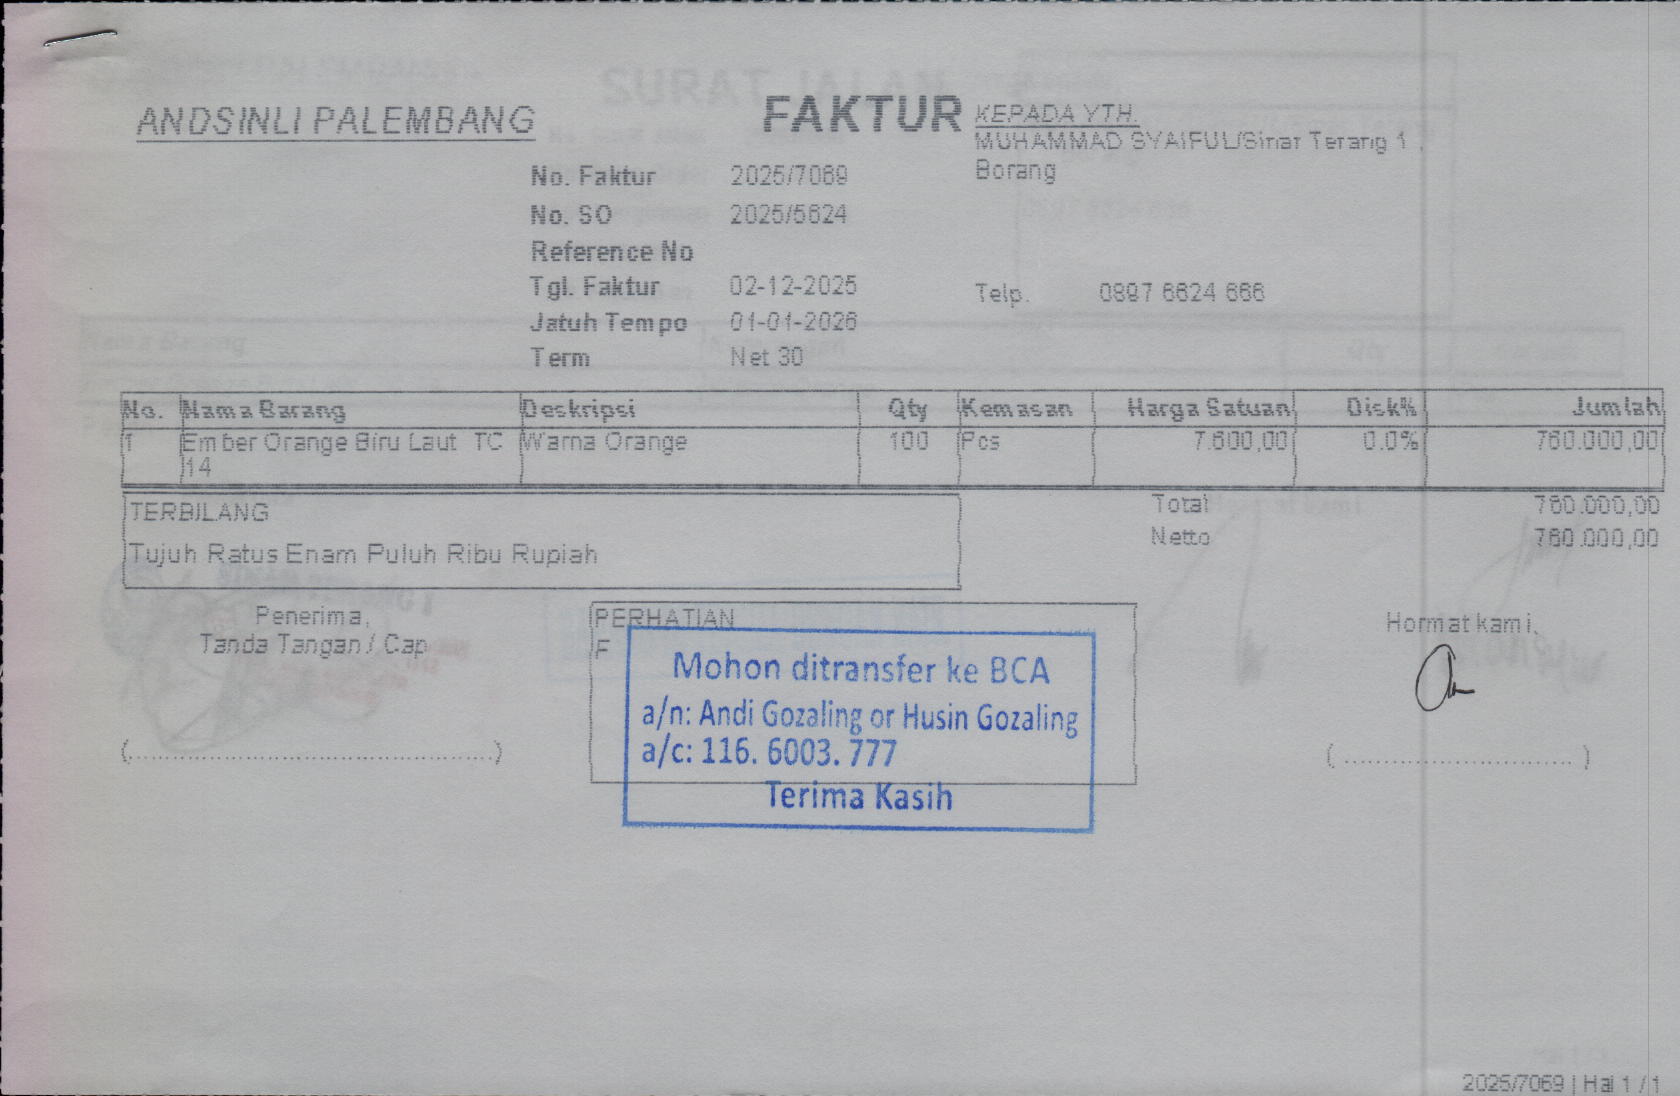 ANDSINLI PALEMBANG
FAKTUR
KEPADA YTH.
MUHAMMAD SYAIFUL/Sinar Terang 1 ,
Borang
No. Faktur 2025/7069
No. SO 2025/5624
Reference No
Tgl. Faktur 02-12-2025
Telp. 0897 6624 666
Jatuh Tempo 01-01-2026
Term Net 30
No. Nama Barang Deskripsi Qty Kemasan Harga Satuan Disk% Jumlah
1 Ember Orange Biru Laut TC Warna Orange 100 Pcs 7.600,00 0.0% 760.000,00
14
TERBILANG
Tujuh Ratus Enam Puluh Ribu Rupiah
Total 760.000,00
Netto 760.000,00
Penerima,
Tanda Tangan / Cap
PERHATIAN
F
Mohon ditransfer ke BCA
a/n: Andi Gozaling or Husin Gozaling
a/c: 116. 6003. 777
Terima Kasih
Hormat kami,
(...............................................)
( ............................. )
2025/7069 | Hal 1 / 1